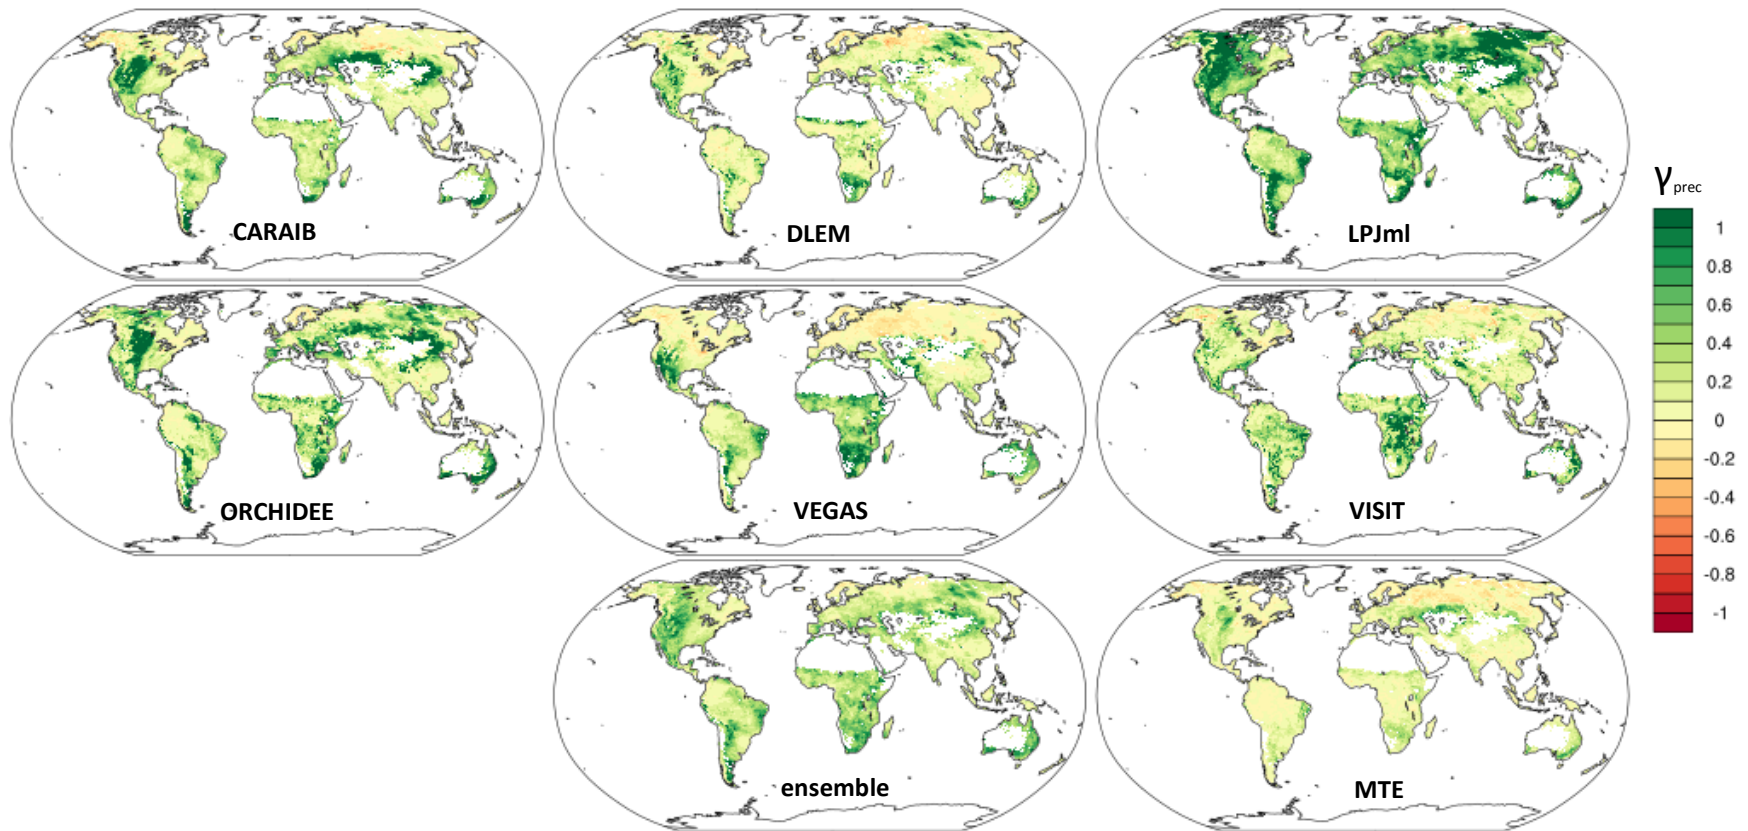 CARAIB
DLEM
LPJml
γprec
1
0.8
0.6
0.4
0.2
0
-0.2
-0.4
-0.6
-0.8
-1
ORCHIDEE
VEGAS
VISIT
ensemble
MTE